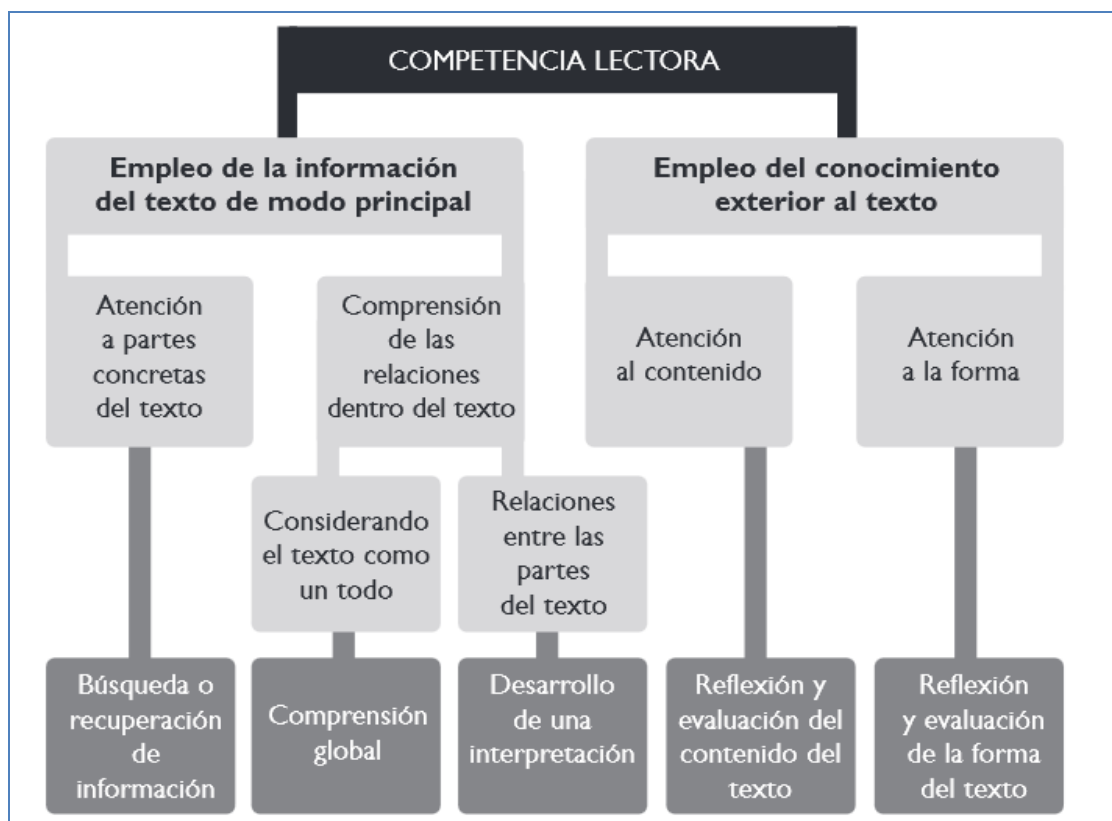 COMPETENCIA LECTORA
Empleo de la información
del texto de modo principal
Empleo del conocimiento
exterior al texto
Atención
a partes
concretas
del texto
Comprensión
de las
relaciones
dentro del texto
Atención
al contenido
Atención
a la forma
Considerando
el texto como
un todo
Relaciones
entre las
partes
del texto
Búsqueda o
recuperación
de
información
Comprensión
global
Desarrollo
de una
interpretación
Reflexión y
evaluación del
contenido del
texto
Reflexión
y evaluación
de la forma
del texto